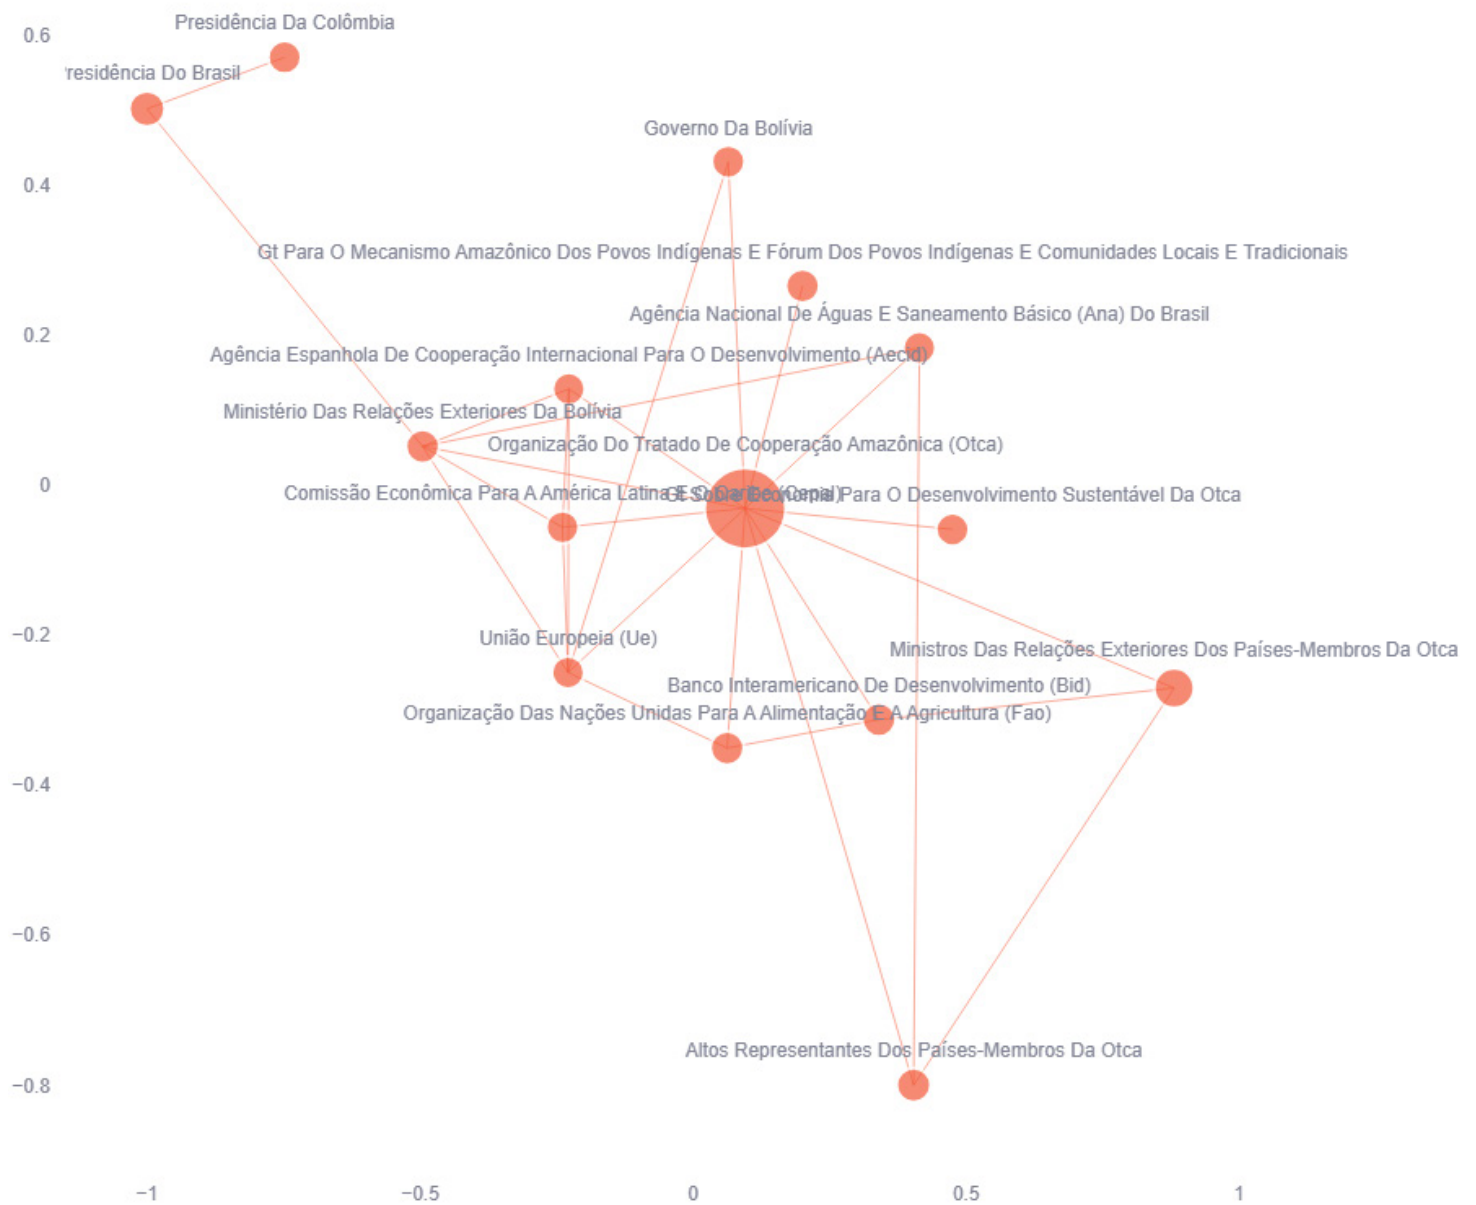 Presidência Da Colômbia
0.6
residência Do Brasil
Governo Da Bolívia
0.4
Gt Para O Mecanismo Amazônico Dos Povos Indígenas E Fórum Dos Povos Indígenas E Comunidades Locais E Tradicionais
Agência Nacional De Águas E Saneamento Básico (Ana) Do Brasil
0.2
Agência Espanhola De Cooperação Internacional Para O Desenvolvimento (Aecid)
Ministério Das Relações Exteriores Da Bolívia
Organização Do Tratado De Cooperação Amazônica (Otca)
0
Comissão Econômica Para A América Latina E O Caribe (Cepal)
Gt Sobre Economia Para O Desenvolvimento Sustentável Da Otca
−0.2
União Europeia (Ue)
Ministros Das Relações Exteriores Dos Países-Membros Da Otca
Banco Interamericano De Desenvolvimento (Bid)
Organização Das Nações Unidas Para A Alimentação E A Agricultura (Fao)
−0.4
−0.6
Altos Representantes Dos Países-Membros Da Otca
−0.8
−1 −0.5 0 0.5 1